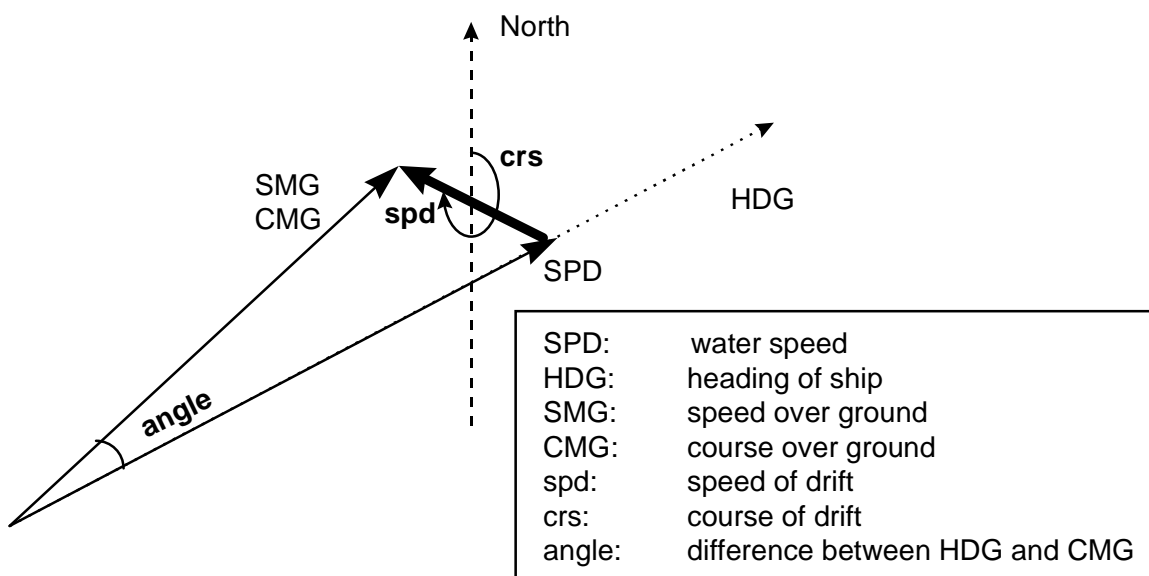 North
crs
SMG
CMG
spd
HDG
SPD
angle
SPD: water speed
HDG: heading of ship
SMG: speed over ground
CMG: course over ground
spd: speed of drift
crs: course of drift
angle: difference between HDG and CMG